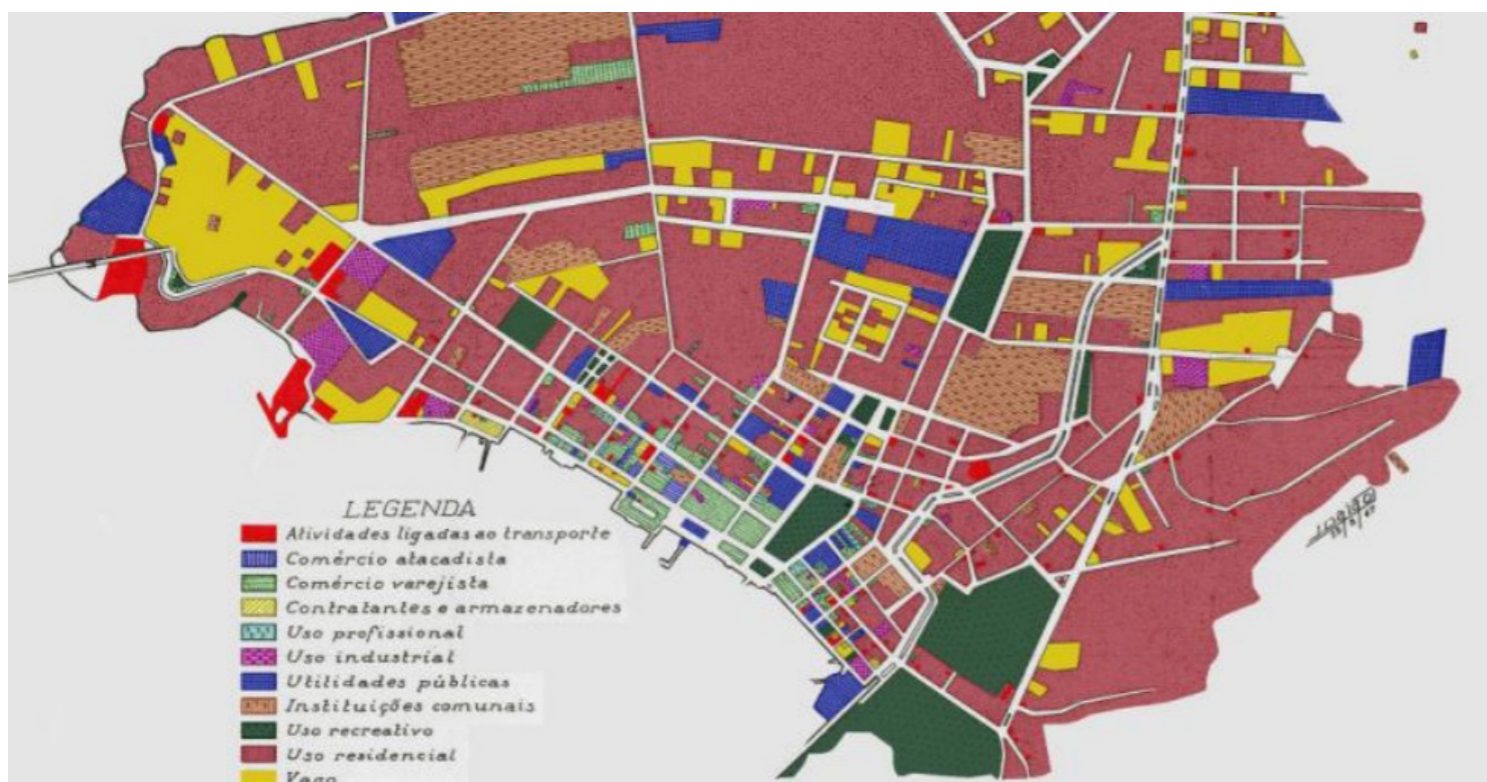 LEGENDA
Atividades ligadas ao transporte
Comércio atacadista
Comércio varejista
Contratantes e armazenadores
Uso profissional
Uso industrial
Utilidades públicas
Instituições comunais
Uso recreativo
Uso residencial
Vago